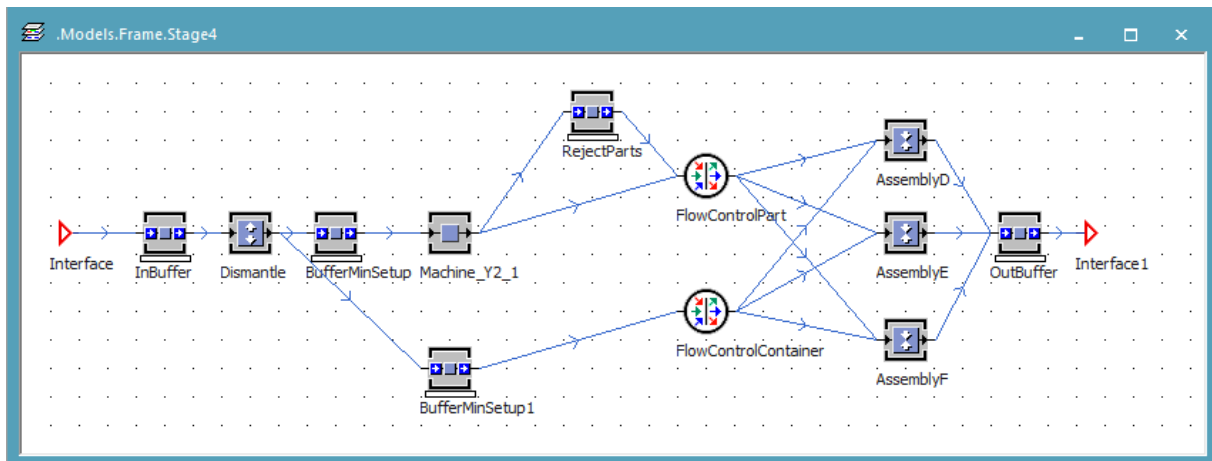 .Models.Frame.Stage4
RejectParts
AssemblyD
FlowControlPart
Interface
InBuffer
Dismantle
BufferMinSetup
Machine_Y2_1
AssemblyE
OutBuffer
Interface1
FlowControlContainer
AssemblyF
BufferMinSetup1